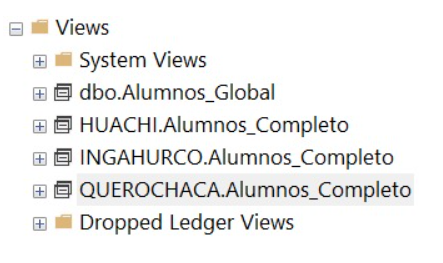 Views
System Views
dbo.Alumnos_Global
HUACHI.Alumnos_Completo
INGAHURCO.Alumnos_Completo
QUEROCHACA.Alumnos_Completo
Dropped Ledger Views